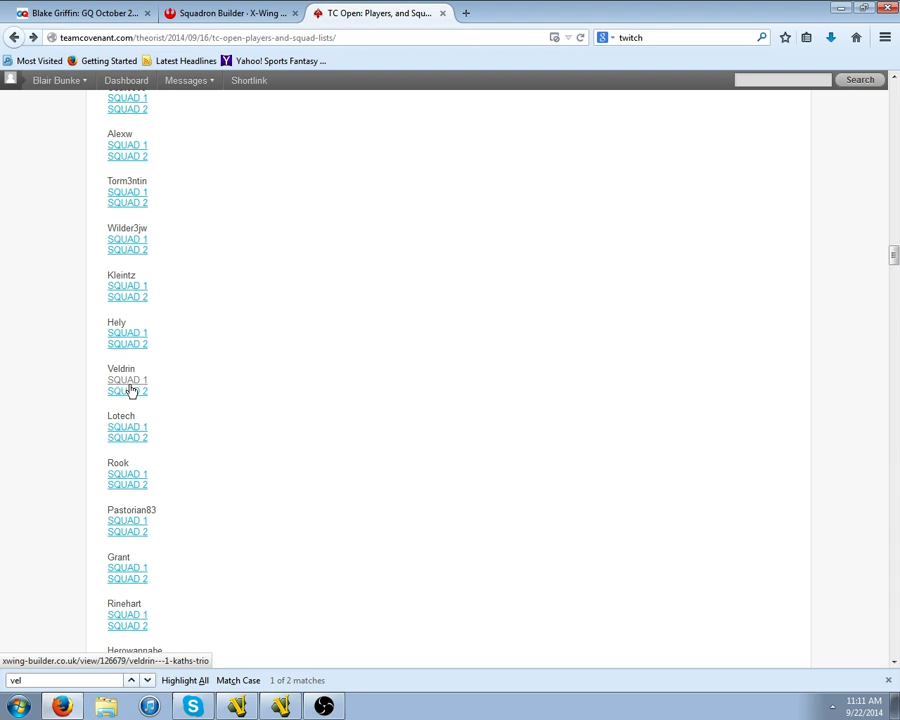 Blake Griffin: GQ October 2...
Squadron Builder · X-Wing ...
TC Open: Players, and Squ...
teamcovenant.com/theorist/2014/09/16/tc-open-players-and-squad-lists/
twitch
Most Visited
Getting Started
Latest Headlines
Yahoo! Sports Fantasy ...
Blair Bunke
Dashboard
Messages
Shortlink
Search
SQUAD 1
SQUAD 2
Alexw
SQUAD 1
SQUAD 2
Torm3ntin
SQUAD 1
SQUAD 2
Wilder3jw
SQUAD 1
SQUAD 2
Kleintz
SQUAD 1
SQUAD 2
Hely
SQUAD 1
SQUAD 2
Veldrin
SQUAD 1
SQUAD 2
Lotech
SQUAD 1
SQUAD 2
Rook
SQUAD 1
SQUAD 2
Pastorian83
SQUAD 1
SQUAD 2
Grant
SQUAD 1
SQUAD 2
Rinehart
SQUAD 1
SQUAD 2
Herowannabe
xwing-builder.co.uk/view/126679/veldrin---1-kaths-trio
vel
Highlight All
Match Case
1 of 2 matches
11:11 AM
9/22/2014